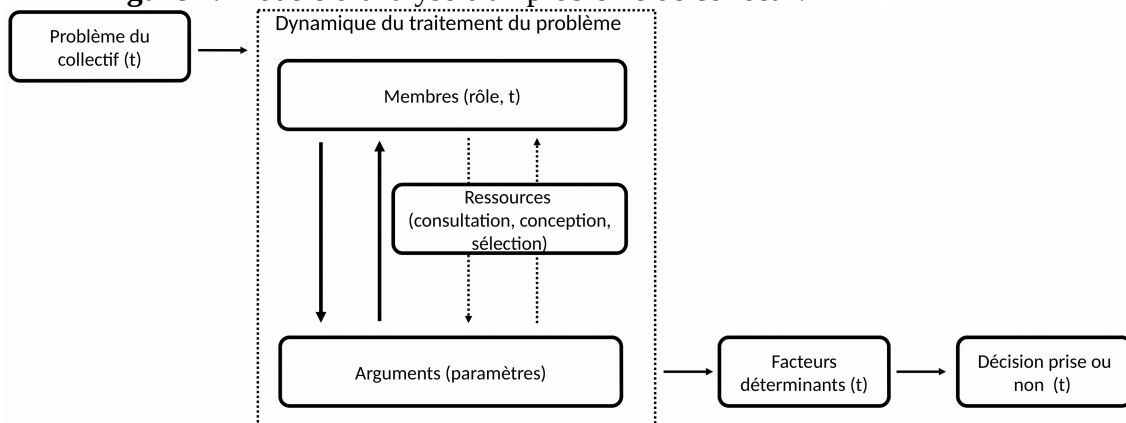 Problème du
collectif (t)
Dynamique du traitement du problème
Membres (rôle, t)
Ressources
(consultation, conception,
sélection)
Arguments (paramètres)
Facteurs
déterminants (t)
Décision prise ou
non (t)